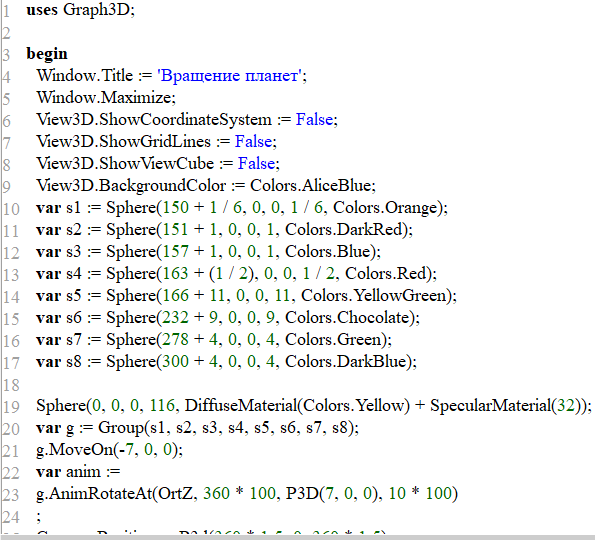 1 uses Graph3D;
2
3 begin
4 Window.Title := 'Вращение планет';
5 Window.Maximize;
6 View3D.ShowCoordinateSystem := False;
7 View3D.ShowGridLines := False;
8 View3D.ShowViewCube := False;
9 View3D.BackgroundColor := Colors.AliceBlue;
10 var s1 := Sphere(150 + 1 / 6, 0, 0, 1 / 6, Colors.Orange);
11 var s2 := Sphere(151 + 1, 0, 0, 1, Colors.DarkRed);
12 var s3 := Sphere(157 + 1, 0, 0, 1, Colors.Blue);
13 var s4 := Sphere(163 + (1 / 2), 0, 0, 1 / 2, Colors.Red);
14 var s5 := Sphere(166 + 11, 0, 0, 11, Colors.YellowGreen);
15 var s6 := Sphere(232 + 9, 0, 0, 9, Colors.Chocolate);
16 var s7 := Sphere(278 + 4, 0, 0, 4, Colors.Green);
17 var s8 := Sphere(300 + 4, 0, 0, 4, Colors.DarkBlue);
18
19 Sphere(0, 0, 0, 116, DiffuseMaterial(Colors.Yellow) + SpecularMaterial(32));
20 var g := Group(s1, s2, s3, s4, s5, s6, s7, s8);
21 g.MoveOn(-7, 0, 0);
22 var anim :=
23 g.AnimRotateAt(OrtZ, 360 * 100, P3D(7, 0, 0), 10 * 100)
24 ;